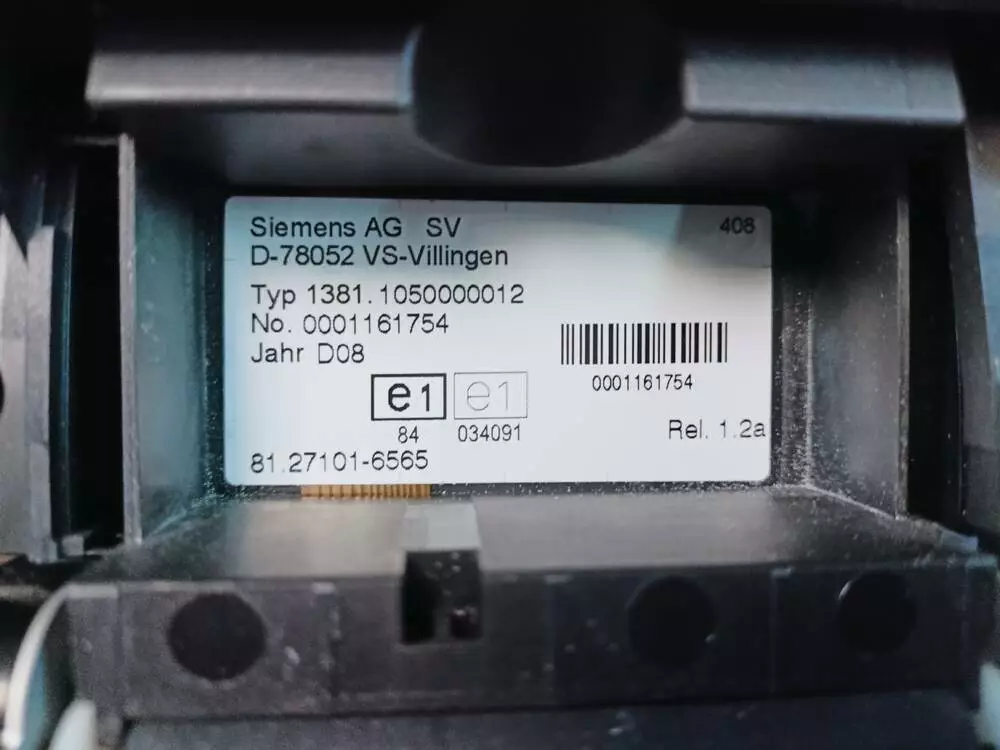 Siemens AG SV 408
D-78052 VS-Villingen
Typ 1381.1050000012
No. 0001161754
Jahr D08
0001161754
e1 e1
84 034091
Rel. 1.2a
81.27101-6565